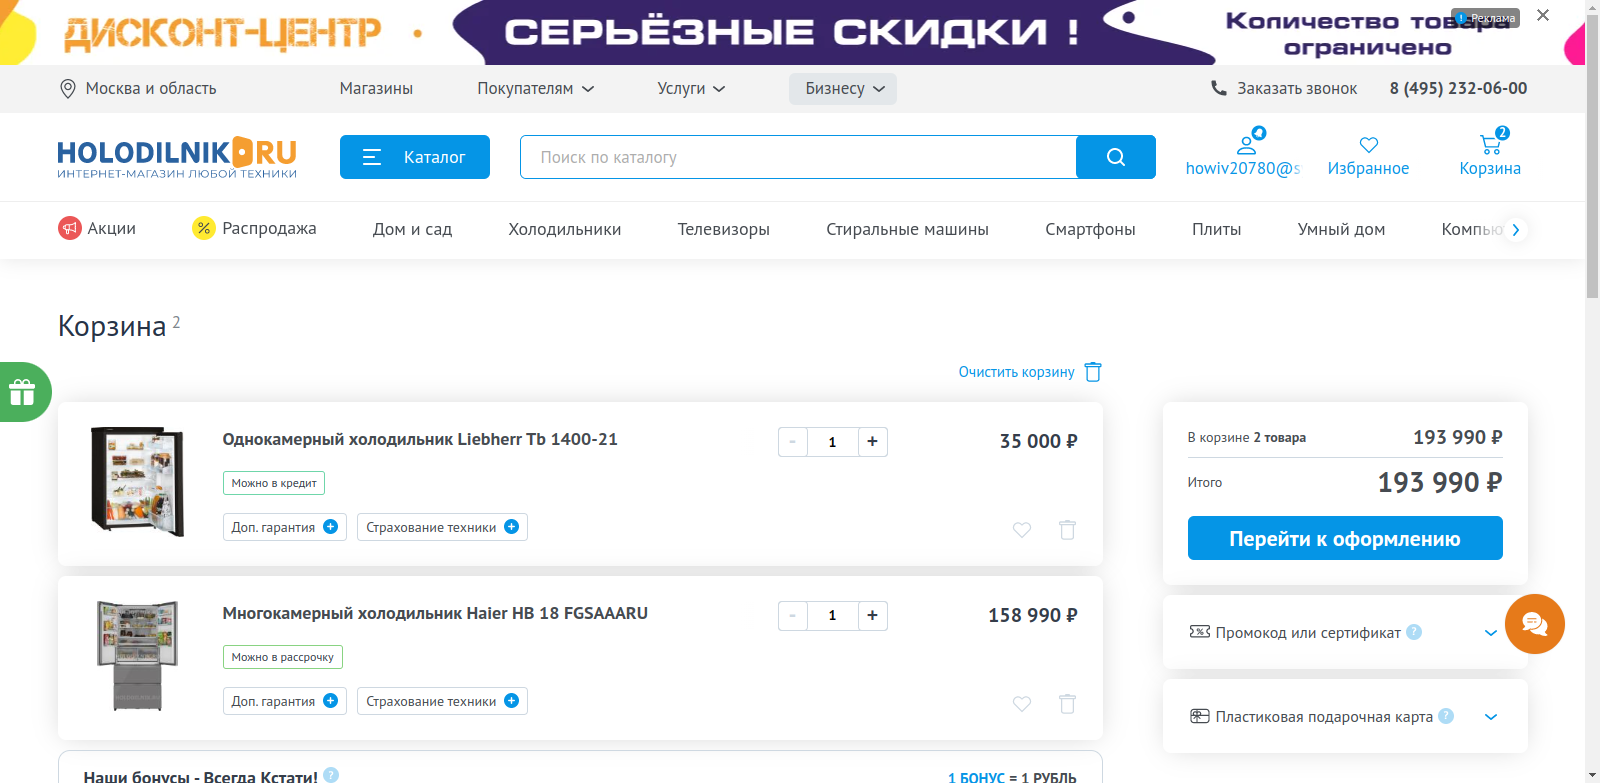 ДИСКОНТ-ЦЕНТР
СЕРЬЁЗНЫЕ СКИДКИ !
Количество товара
ограничено
Реклама
Москва и область
Магазины
Покупателям
Услуги
Бизнесу
Заказать звонок
8 (495) 232-06-00
HOLODILNIK.RU
ИНТЕРНЕТ-МАГАЗИН ЛЮБОЙ ТЕХНИКИ
Каталог
Поиск по каталогу
howiv20780@s
Избранное
2
Корзина
Акции
Распродажа
Дом и сад
Холодильники
Телевизоры
Стиральные машины
Смартфоны
Плиты
Умный дом
Компью
Корзина 2
Очистить корзину
Однокамерный холодильник Liebherr Tb 1400-21
- 1 +
35 000 ₽
Можно в кредит
Доп. гарантия +
Страхование техники +
Многокамерный холодильник Haier HB 18 FGSAAARU
- 1 +
158 990 ₽
Можно в рассрочку
Доп. гарантия +
Страхование техники +
Наши бонусы - Всегда Кстати! ?
1 БОНУС = 1 РУБЛЬ
В корзине 2 товара
193 990 ₽
Итого
193 990 ₽
Перейти к оформлению
Промокод или сертификат ?
Пластиковая подарочная карта ?